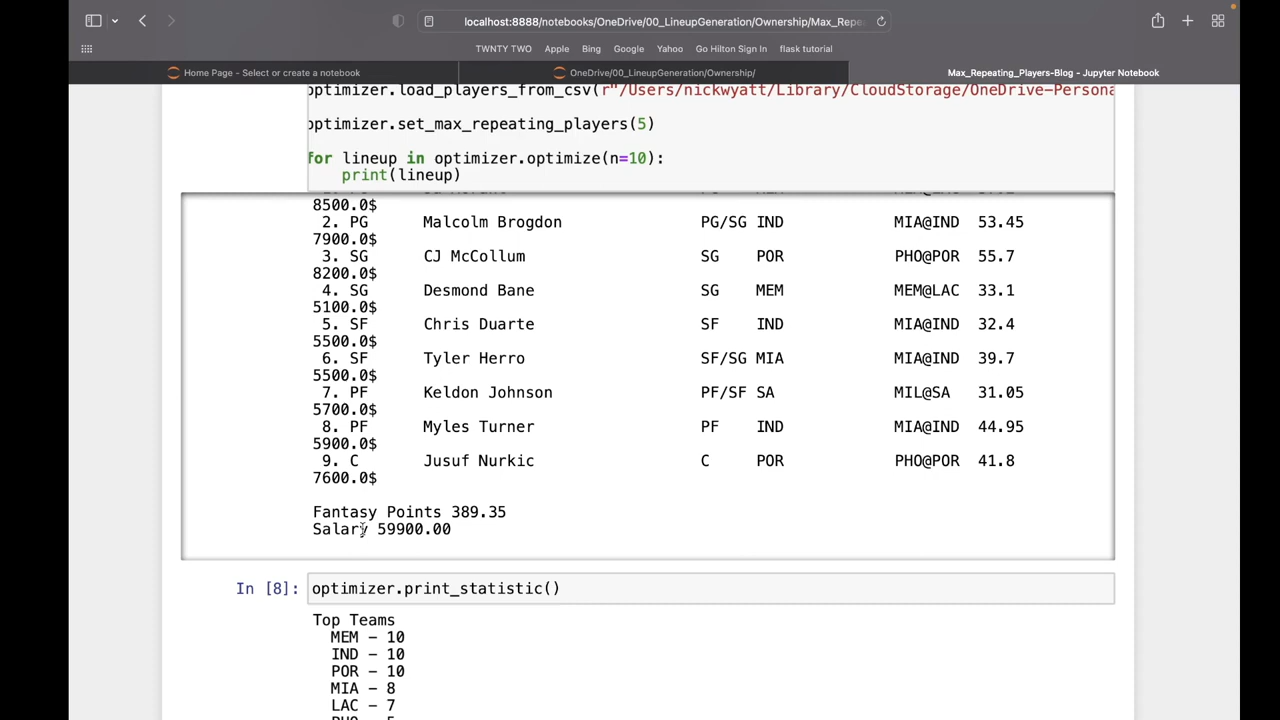 localhost:8888/notebooks/OneDrive/00_LineupGeneration/Ownership/Max_Repe
TWNTY TWO Apple Bing Google Yahoo Go Hilton Sign In flask tutorial
Home Page - Select or create a notebook OneDrive/00_LineupGeneration/Ownership/ Max_Repeating_Players-Blog - Jupyter Notebook
optimizer.load_players_from_csv(r"/Users/nickwyatt/Library/CloudStorage/OneDrive-Persona
optimizer.set_max_repeating_players(5)
for lineup in optimizer.optimize(n=10):
print(lineup)
8500.0$
2. PG Malcolm Brogdon PG/SG IND MIA@IND 53.45
7900.0$
3. SG CJ McCollum SG POR PHO@POR 55.7
8200.0$
4. SG Desmond Bane SG MEM MEM@LAC 33.1
5100.0$
5. SF Chris Duarte SF IND MIA@IND 32.4
5500.0$
6. SF Tyler Herro SF/SG MIA MIA@IND 39.7
5500.0$
7. PF Keldon Johnson PF/SF SA MIL@SA 31.05
5700.0$
8. PF Myles Turner PF IND MIA@IND 44.95
5900.0$
9. C Jusuf Nurkic C POR PHO@POR 41.8
7600.0$
Fantasy Points 389.35
Salary 59900.00
In [8]: optimizer.print_statistic()
Top Teams
MEM – 10
IND – 10
POR – 10
MIA – 8
LAC – 7